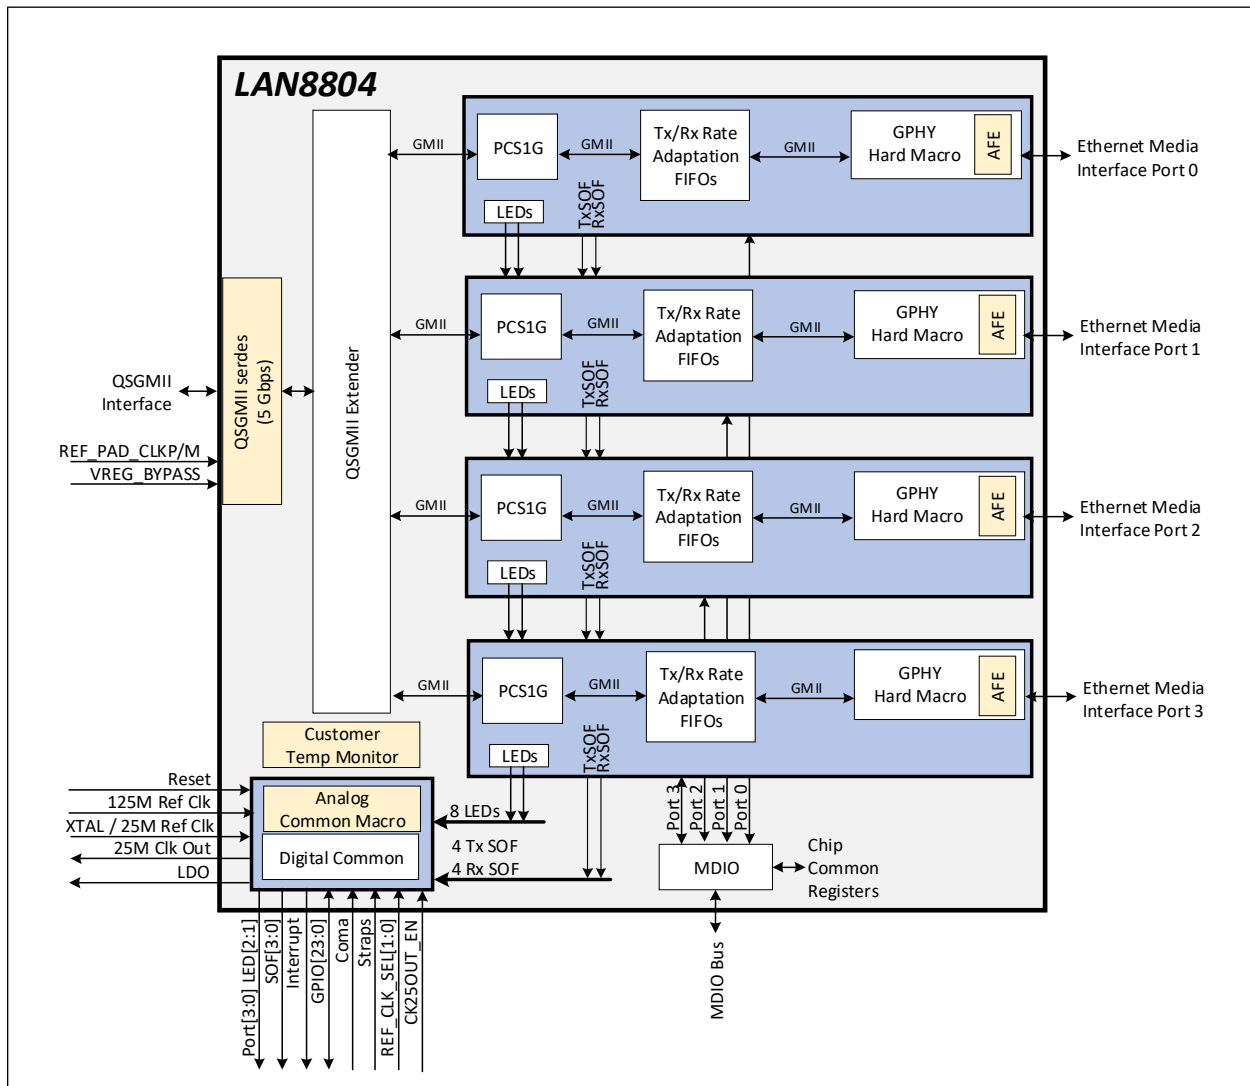 LAN8804
GMII
PCS1G
GMII
Tx/Rx Rate
Adaptation
FIFOs
GMII
GPHY
Hard Macro
AFE
Ethernet Media
Interface Port 0
LEDs
TxSOF
RxSOF
GMII
PCS1G
GMII
Tx/Rx Rate
Adaptation
FIFOs
GMII
GPHY
Hard Macro
AFE
Ethernet Media
Interface Port 1
LEDs
TxSOF
RxSOF
QSGMII
Interface
QSGMII serdes
(5 Gbps)
QSGMII Extender
REF_PAD_CLKP/M
VREG_BYPASS
GMII
PCS1G
GMII
Tx/Rx Rate
Adaptation
FIFOs
GMII
GPHY
Hard Macro
AFE
Ethernet Media
Interface Port 2
LEDs
TxSOF
RxSOF
GMII
PCS1G
GMII
Tx/Rx Rate
Adaptation
FIFOs
GMII
GPHY
Hard Macro
AFE
Ethernet Media
Interface Port 3
LEDs
TxSOF
RxSOF
Customer
Temp Monitor
Reset
125M Ref Clk
XTAL / 25M Ref Clk
25M Clk Out
LDO
Analog
Common Macro
Digital Common
8 LEDs
4 Tx SOF
4 Rx SOF
Port 3
Port 2
Port 1
Port 0
MDIO
Chip
Common
Registers
MDIO Bus
Port[3:0] LED[2:1]
SOF[3:0]
Interrupt
GPIO[23:0]
Coma
Straps
REF_CLK_SEL[1:0]
CK25OUT_EN